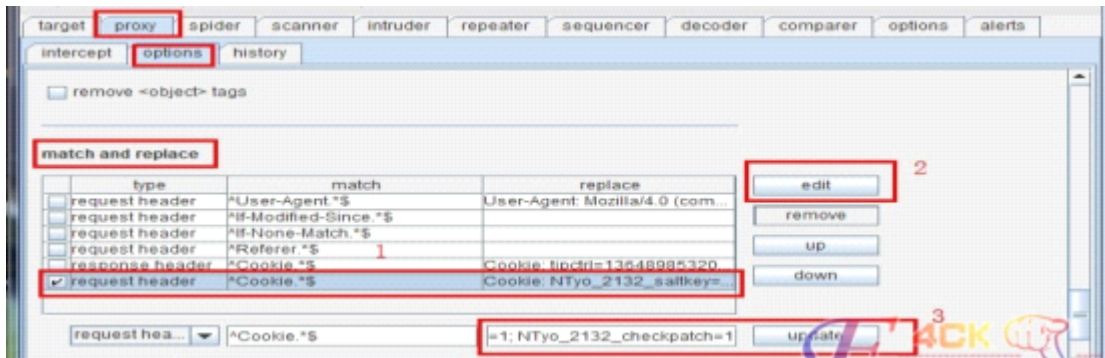 target proxy spider scanner intruder repeater sequencer decoder comparer options alerts
intercept options history
remove <object> tags
match and replace
type match replace
request header ^User-Agent.*$ User-Agent: Mozilla/4.0 (com...
request header ^If-Modified-Since.*$
request header ^If-None-Match.*$
request header ^Referer.*$
response header ^Cookie.*$ Cookie: tipctrl=13648985320...
request header ^Cookie.*$ Cookie: NTyo_2132_saltkey=...
1
edit
2
remove
up
down
request hea... ^Cookie.*$ =1; NTyo_2132_checkpatch=1 update
3
F4CK